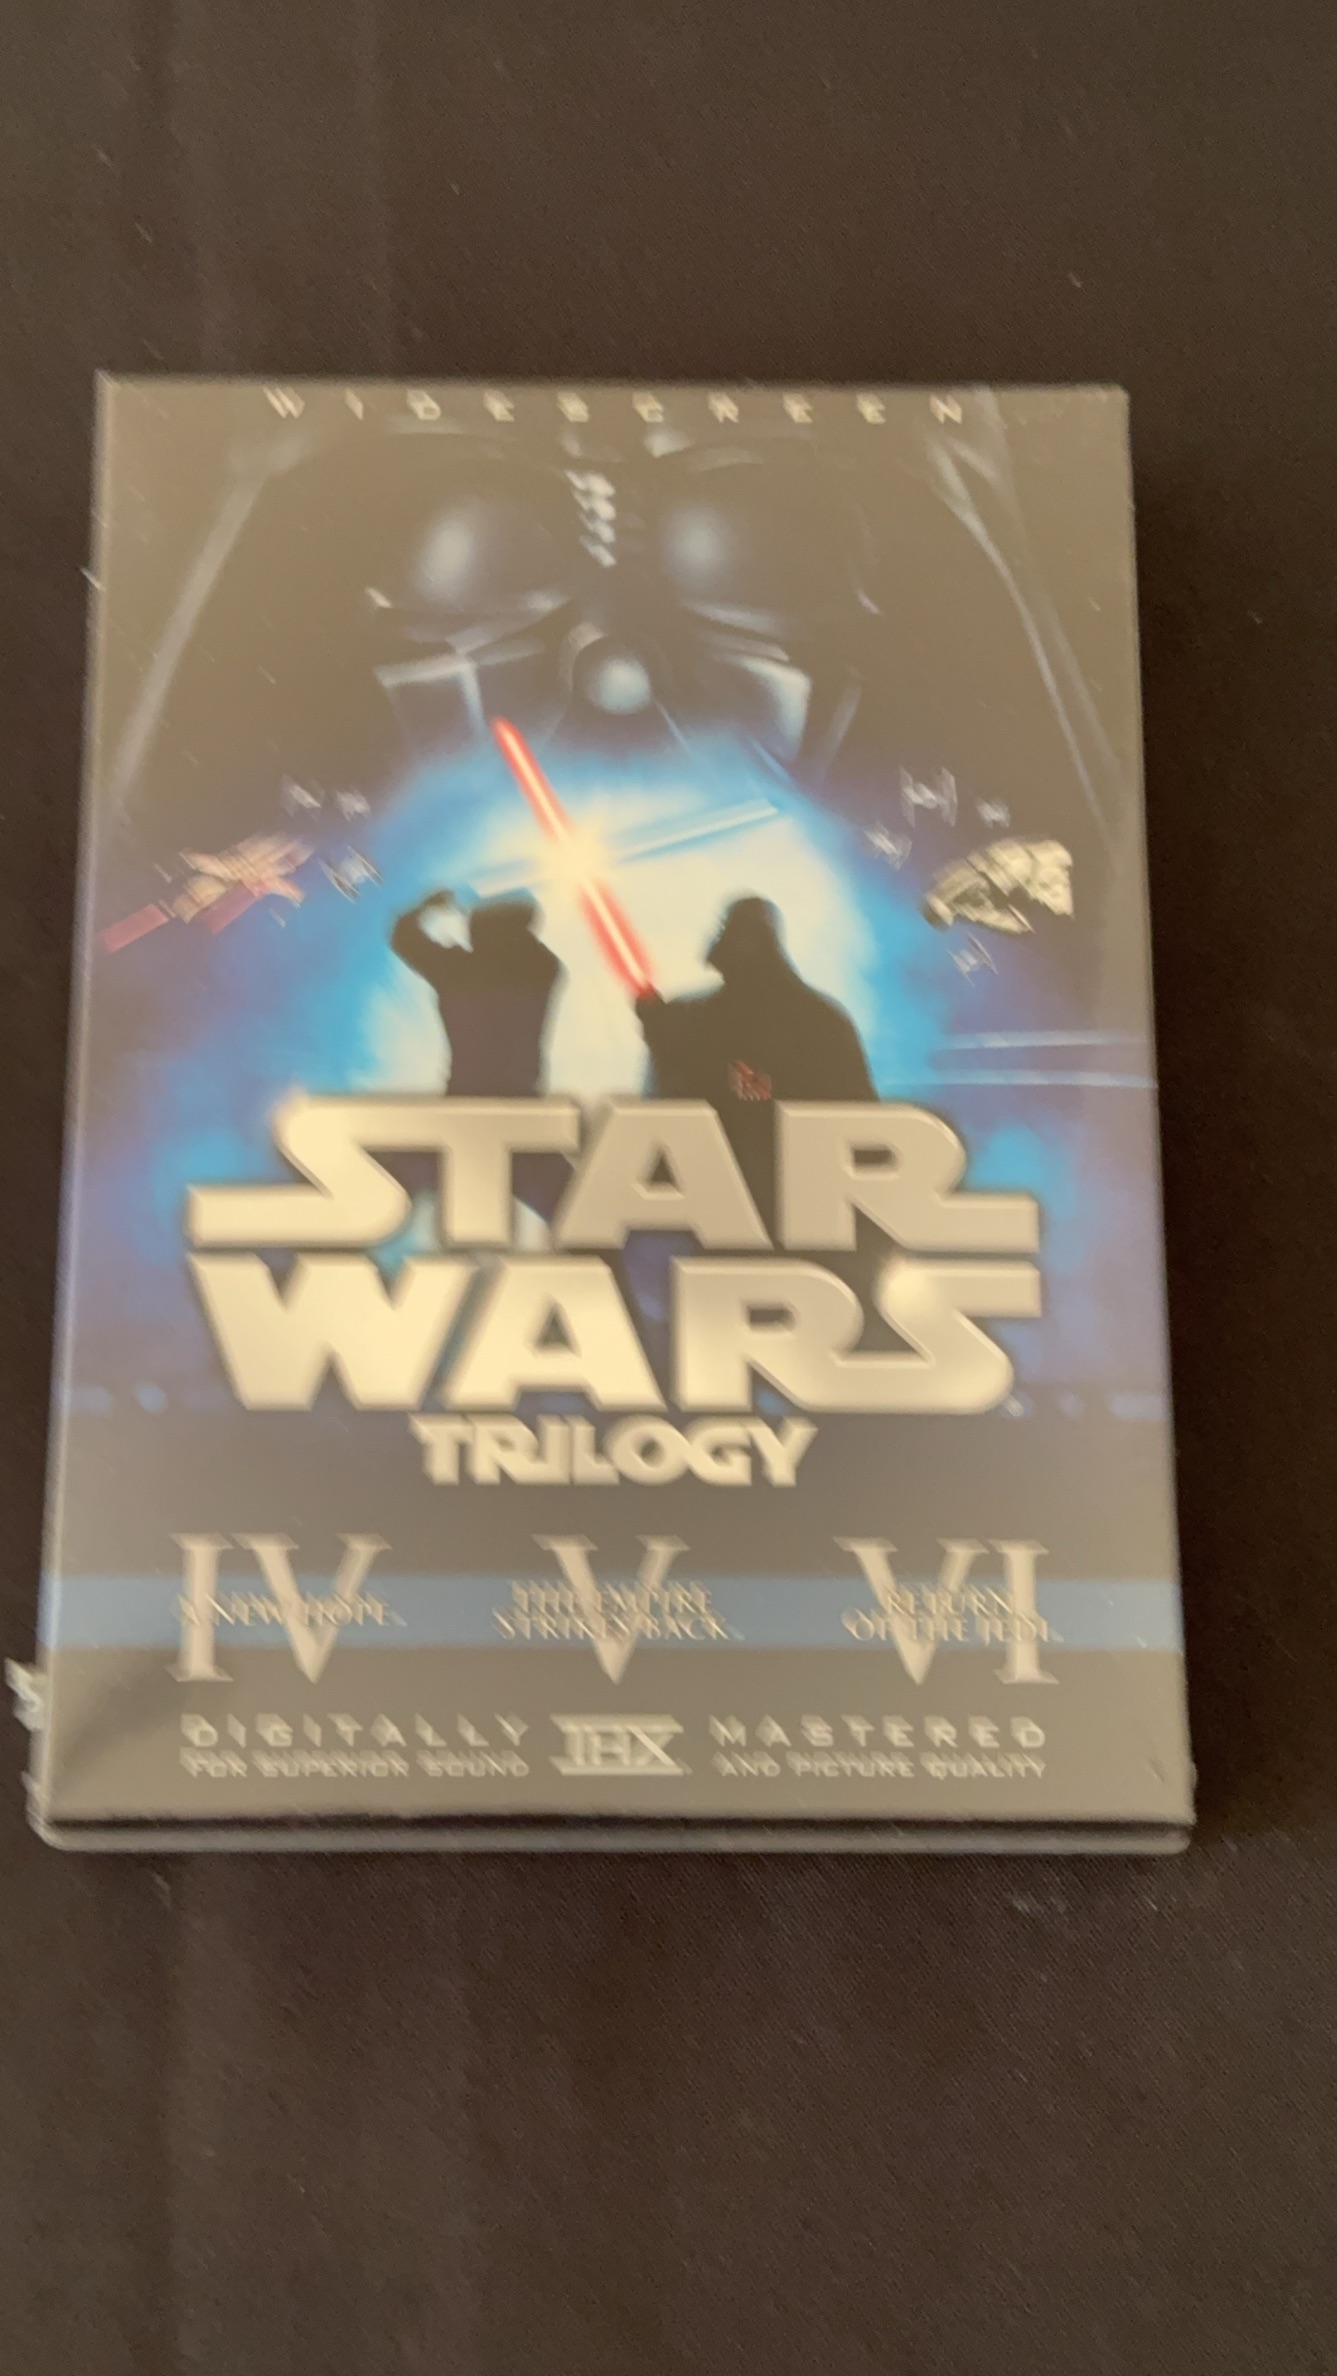 WIDESCREEN
STAR
WARS
TRILOGY
IV V VI
A NEW HOPE
THE EMPIRE
STRIKES BACK
RETURN
OF THE JEDI
DIGITALLY THX MASTERED
FOR SUPERIOR SOUND AND PICTURE QUALITY